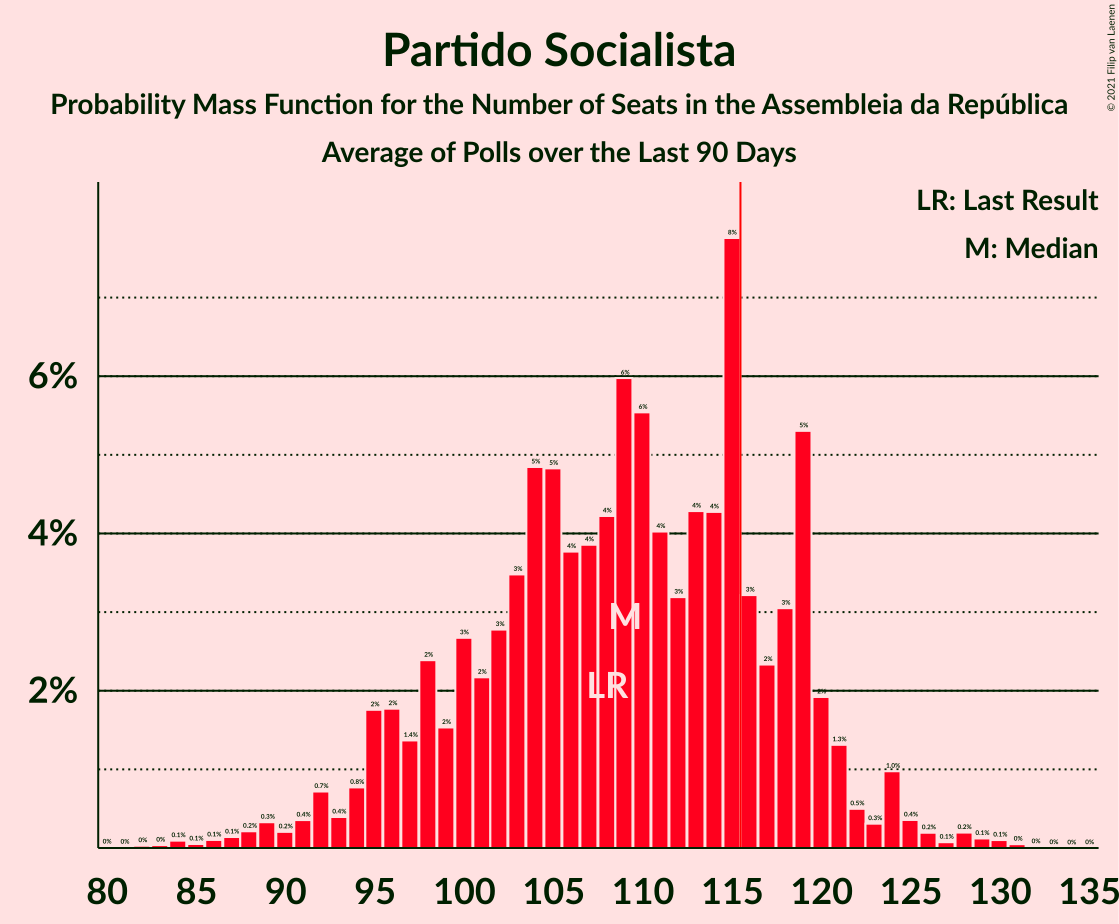 Partido Socialista
Probability Mass Function for the Number of Seats in the Assembleia da República
Average of Polls over the Last 90 Days
© 2021 Filip van Laenen
LR: Last Result
M: Median
6%
4%
2%
0% 0% 0% 0% 0.1% 0.1% 0.1% 0.1% 0.2% 0.3% 0.2% 0.4% 0.7% 0.4% 0.8% 2% 2% 1.4% 2% 2% 3% 2% 3% 3% 5% 5% 4% 4% 4% 6% 6% 4% 3% 4% 4% 8% 3% 2% 3% 5% 2% 1.3% 0.5% 0.3% 1.0% 0.4% 0.2% 0.1% 0.2% 0.1% 0.1% 0% 0% 0% 0% 0%
M
LR
80 85 90 95 100 105 110 115 120 125 130 135